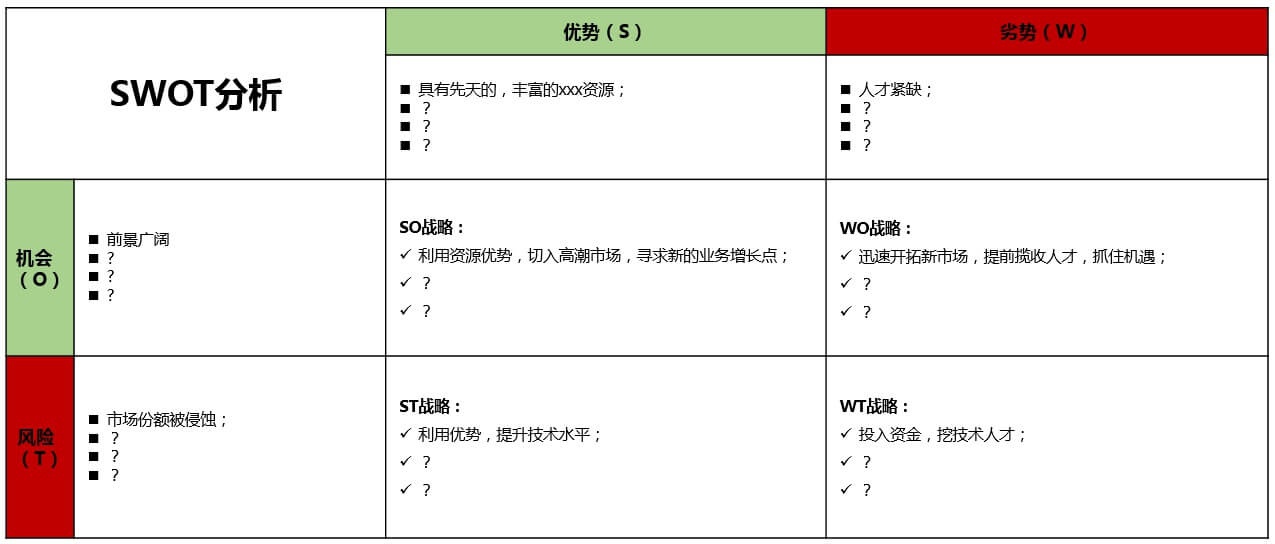 SWOT分析
优势（S）
劣势（W）
■ 具有先天的，丰富的xxx资源；
■ ？
■ ？
■ ？
■ 人才紧缺；
■ ？
■ ？
■ ？
机会
（O）
■ 前景广阔
■ ?
■ ?
■ ?
SO战略：
✓ 利用资源优势，切入高潮市场，寻求新的业务增长点；
✓ ？
✓ ？
WO战略：
✓ 迅速开拓新市场，提前揽收人才，抓住机遇；
✓ ？
✓ ？
风险
（T）
■ 市场份额被侵蚀；
■ ？
■ ？
■ ？
ST战略：
✓ 利用优势，提升技术水平；
✓ ？
✓ ？
WT战略：
✓ 投入资金，挖技术人才；
✓ ？
✓ ？